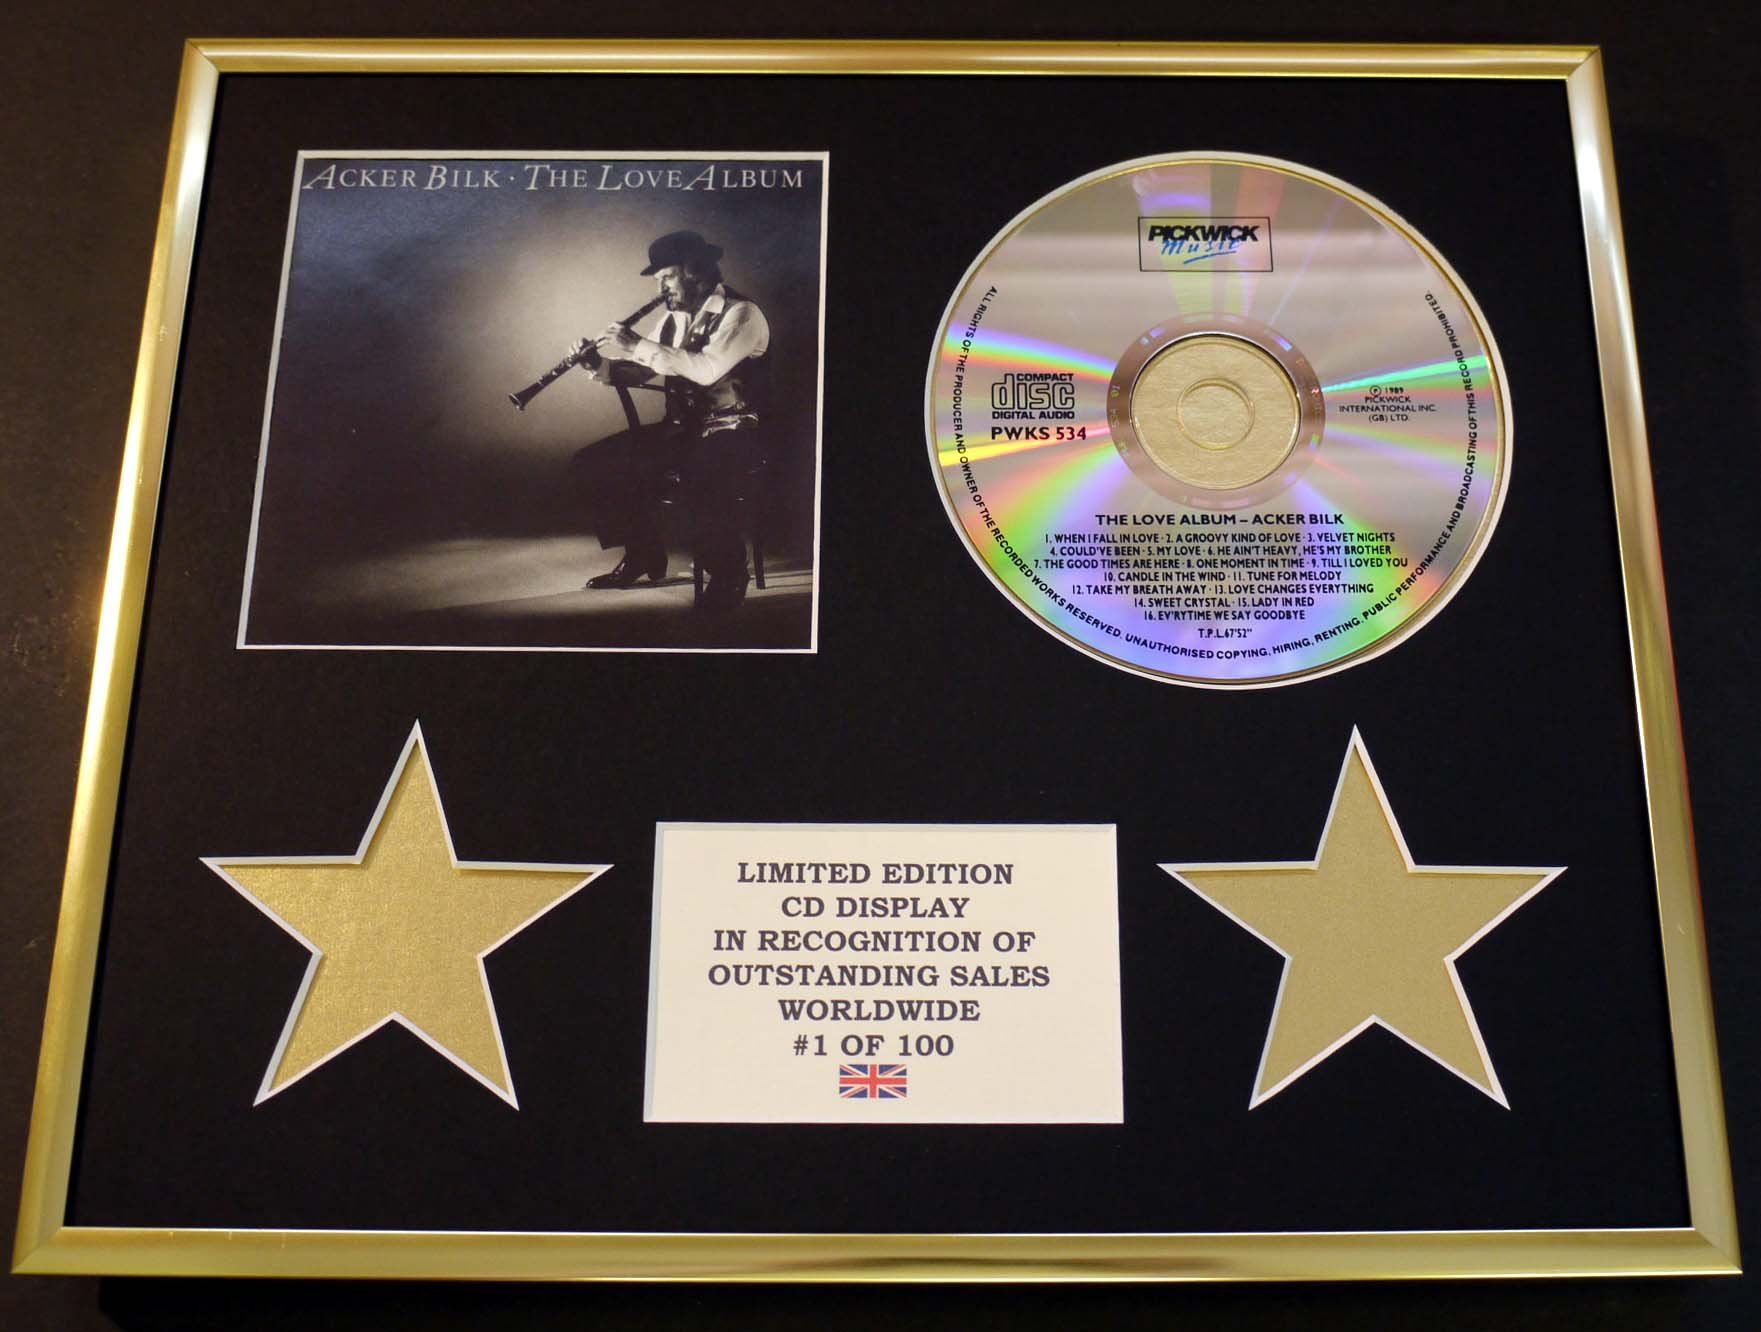 ACKER BILK · THE LOVE ALBUM
PICKWICK
Music
ALL RIGHTS OF THE PRODUCER AND OWNER OF THE RECORDED WORKS RESERVED. UNAUTHORISED COPYING, HIRING, RENTING, PUBLIC PERFORMANCE AND BROADCASTING OF THIS RECORD PROHIBITED.
COMPACT
disc
DIGITAL AUDIO
PWKS 534
℗ 1989
PICKWICK
INTERNATIONAL INC.
(GB) LTD.
THE LOVE ALBUM – ACKER BILK
1. WHEN I FALL IN LOVE · 2. A GROOVY KIND OF LOVE · 3. VELVET NIGHTS
4. COULD'VE BEEN · 5. MY LOVE · 6. HE AIN'T HEAVY, HE'S MY BROTHER
7. THE GOOD TIMES ARE HERE · 8. ONE MOMENT IN TIME · 9. TILL I LOVED YOU
10. CANDLE IN THE WIND · 11. TUNE FOR MELODY
12. TAKE MY BREATH AWAY · 13. LOVE CHANGES EVERYTHING
14. SWEET CRYSTAL · 15. LADY IN RED
16. EV'RYTIME WE SAY GOODBYE
T.P.L.67'52"
LIMITED EDITION
CD DISPLAY
IN RECOGNITION OF
OUTSTANDING SALES
WORLDWIDE
#1 OF 100